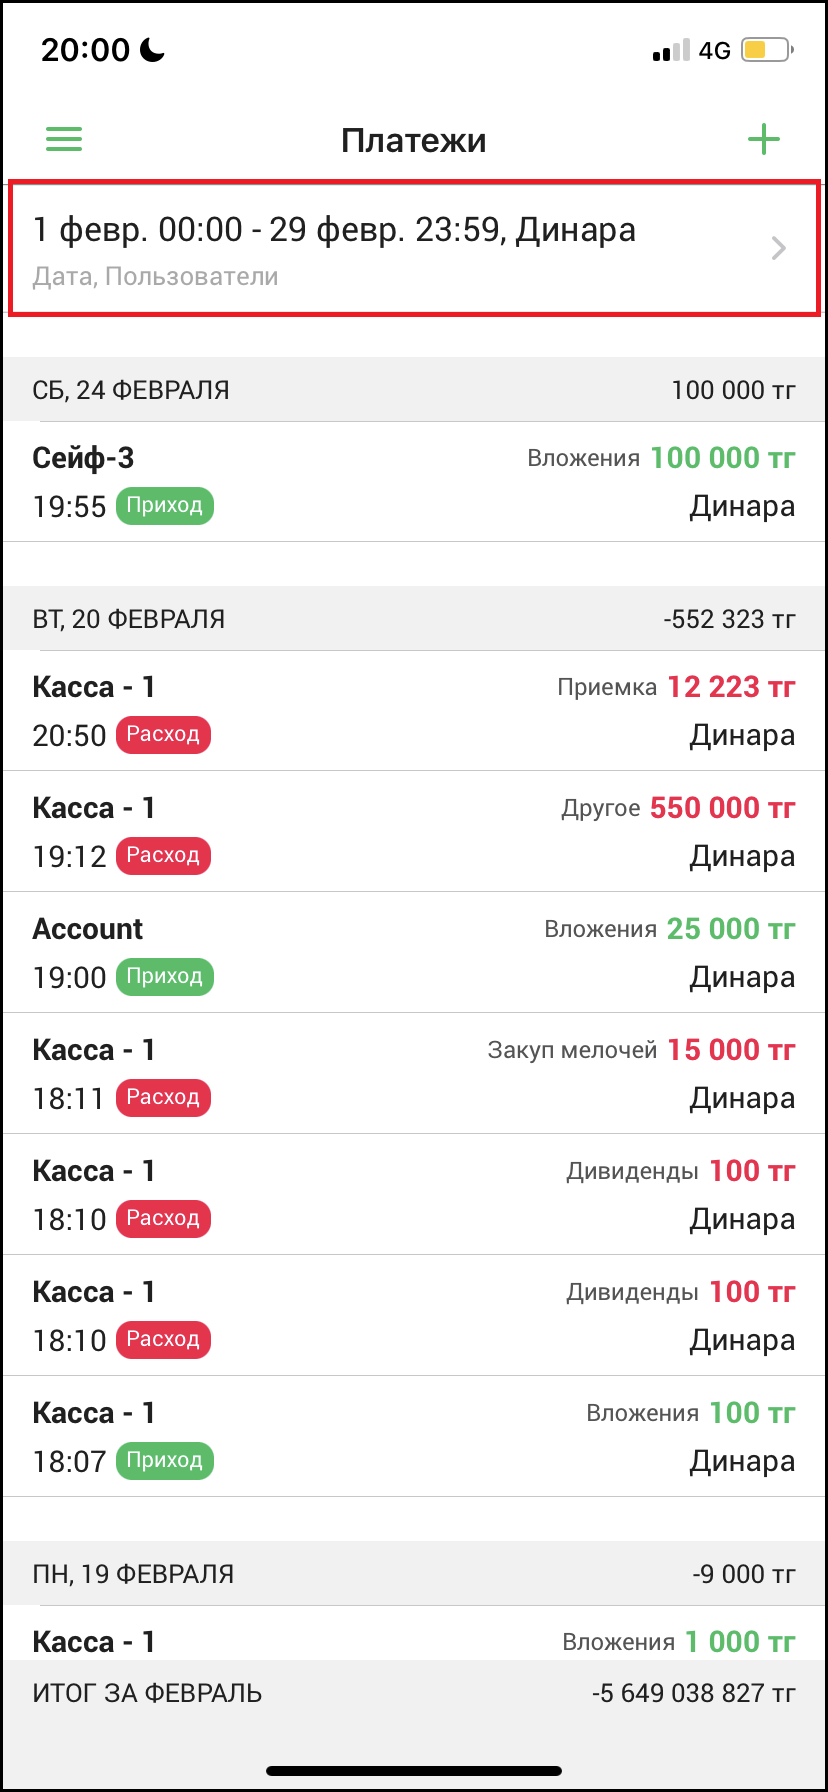 20:00 4G
Платежи
1 февр. 00:00 - 29 февр. 23:59, Динара
Дата, Пользователи
СБ, 24 ФЕВРАЛЯ 100 000 тг
Сейф-3 Вложения 100 000 тг
19:55 Приход Динара
ВТ, 20 ФЕВРАЛЯ -552 323 тг
Касса - 1 Приемка 12 223 тг
20:50 Расход Динара
Касса - 1 Другое 550 000 тг
19:12 Расход Динара
Account Вложения 25 000 тг
19:00 Приход Динара
Касса - 1 Закуп мелочей 15 000 тг
18:11 Расход Динара
Касса - 1 Дивиденды 100 тг
18:10 Расход Динара
Касса - 1 Дивиденды 100 тг
18:10 Расход Динара
Касса - 1 Вложения 100 тг
18:07 Приход Динара
ПН, 19 ФЕВРАЛЯ -9 000 тг
Касса - 1 Вложения 1 000 тг
ИТОГ ЗА ФЕВРАЛЬ -5 649 038 827 тг